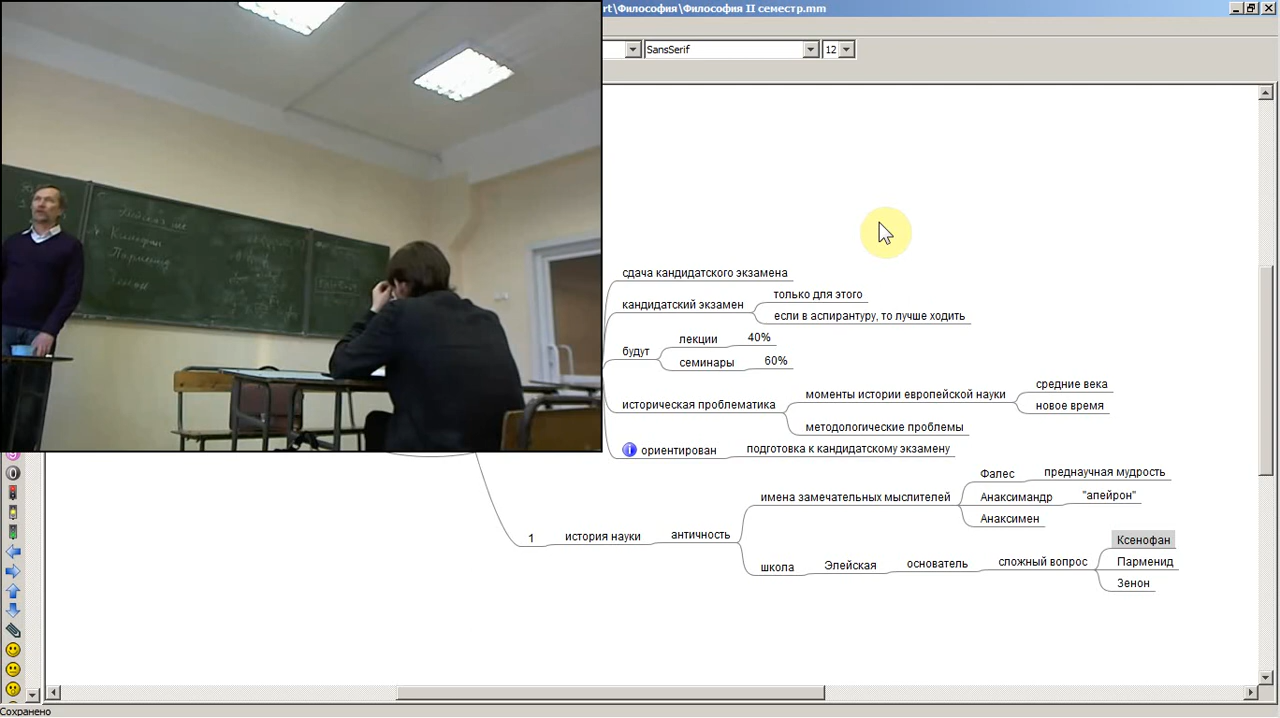 rt\Философия\Философия II семестр.mm
SansSerif
12
Ксенофан
Парменид
Зенон
сдача кандидатского экзамена
кандидатский экзамен
только для этого
если в аспирантуру, то лучше ходить
будут
лекции
40%
семинары
60%
историческая проблематика
моменты истории европейской науки
средние века
новое время
методологические проблемы
ориентирован
подготовка к кандидатскому экзамену
1
история науки
античность
имена замечательных мыслителей
Фалес
преднаучная мудрость
Анаксимандр
"апейрон"
Анаксимен
школа
Элейская
основатель
сложный вопрос
Ксенофан
Парменид
Зенон
Сохранено